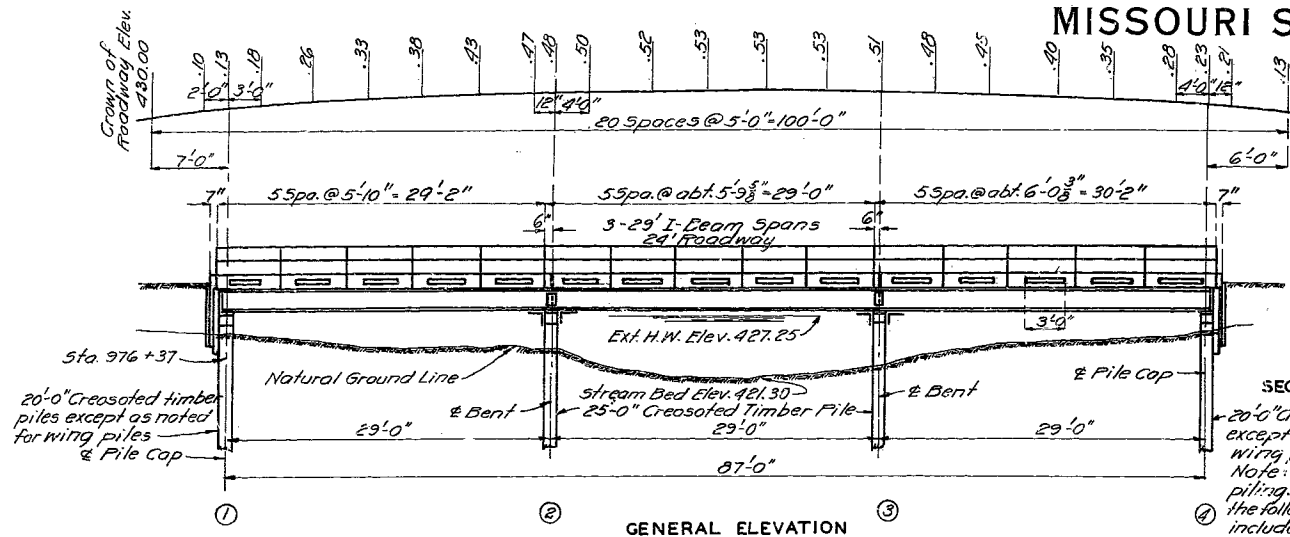 MISSOURI S
Crown of
Roadway Elev.
430.00
.10
.13
.18
.26
.33
.38
.43
.47
.48
.50
.52
.53
.53
.53
.51
.48
.45
.40
.35
.28
.23
.21
.13
2'-0" 3'-0"
12" 4'-0"
4'-0" 12"
20 Spaces @ 5'-0" = 100'-0"
7'-0"
6'-0"
7"
5 Spa. @ 5'-10" = 29'-2"
5 Spa. @ abt. 5'-9 5/8" = 29'-0"
5 Spa. @ abt. 6'-0 3/8" = 30'-2"
7"
6"
3-29' I-Beam Spans
24' Roadway
6"
Ext. H.W. Elev. 427.25
3'-0"
Sta. 976+37
Natural Ground Line
Stream Bed Elev. 421.30
℄ Pile Cap
20'-0" Creosoted timber
piles except as noted
for wing piles
℄ Pile Cap
℄ Bent
25'-0" Creosoted Timber Pile
℄ Bent
29'-0"
29'-0"
29'-0"
87'-0"
SEC
20'-0" C
except
wing
Note:
piling.
the follo
includ
1
2
3
4
GENERAL ELEVATION